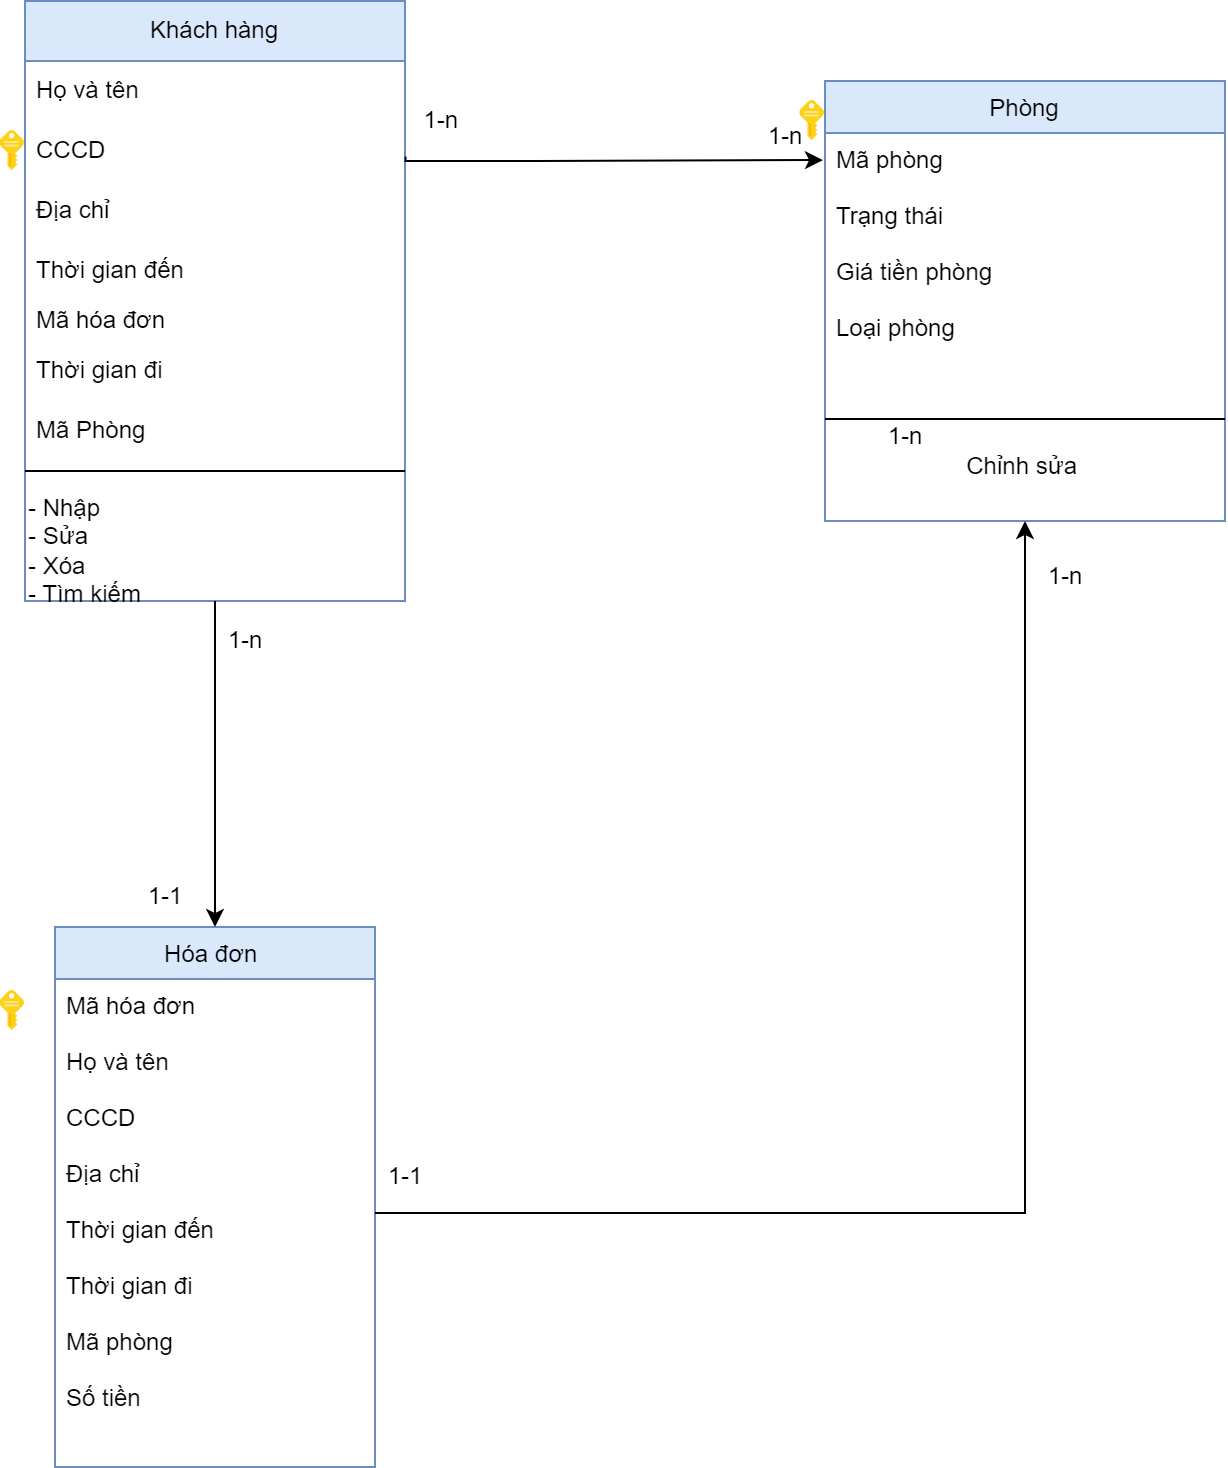 Khách hàng
Họ và tên
CCCD
Địa chỉ
Thời gian đến
Mã hóa đơn
Thời gian đi
Mã Phòng
- Nhập
- Sửa
- Xóa
- Tìm kiếm
1-n
1-n
Phòng
Mã phòng
Trạng thái
Giá tiền phòng
Loại phòng
1-n
Chỉnh sửa
1-n
1-n
1-1
Hóa đơn
Mã hóa đơn
Họ và tên
CCCD
Địa chỉ
Thời gian đến
Thời gian đi
Mã phòng
Số tiền
1-1